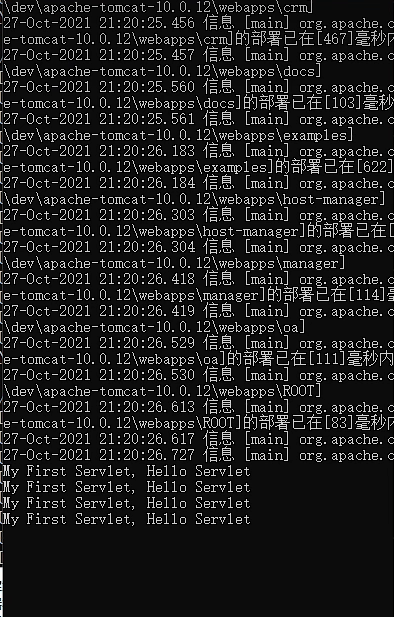 \dev\apache-tomcat-10.0.12\webapps\crm]
27-Oct-2021 21:20:25.456 信息 [main] org.apache.c
e-tomcat-10.0.12\webapps\crm]的部署已在[467]毫秒
27-Oct-2021 21:20:25.457 信息 [main] org.apache.c
\dev\apache-tomcat-10.0.12\webapps\docs]
27-Oct-2021 21:20:25.560 信息 [main] org.apache.c
e-tomcat-10.0.12\webapps\docs]的部署已在[103]毫秒
27-Oct-2021 21:20:25.561 信息 [main] org.apache.c
\dev\apache-tomcat-10.0.12\webapps\examples]
27-Oct-2021 21:20:26.183 信息 [main] org.apache.c
e-tomcat-10.0.12\webapps\examples]的部署已在[622]
27-Oct-2021 21:20:26.184 信息 [main] org.apache.c
\dev\apache-tomcat-10.0.12\webapps\host-manager]
27-Oct-2021 21:20:26.303 信息 [main] org.apache.c
e-tomcat-10.0.12\webapps\host-manager]的部署已在[
27-Oct-2021 21:20:26.304 信息 [main] org.apache.c
\dev\apache-tomcat-10.0.12\webapps\manager]
27-Oct-2021 21:20:26.418 信息 [main] org.apache.c
e-tomcat-10.0.12\webapps\manager]的部署已在[114]毫
27-Oct-2021 21:20:26.419 信息 [main] org.apache.c
\dev\apache-tomcat-10.0.12\webapps\oa]
27-Oct-2021 21:20:26.529 信息 [main] org.apache.c
e-tomcat-10.0.12\webapps\oa]的部署已在[111]毫秒内
27-Oct-2021 21:20:26.530 信息 [main] org.apache.c
\dev\apache-tomcat-10.0.12\webapps\ROOT]
27-Oct-2021 21:20:26.613 信息 [main] org.apache.c
e-tomcat-10.0.12\webapps\ROOT]的部署已在[83]毫秒内
27-Oct-2021 21:20:26.617 信息 [main] org.apache.c
27-Oct-2021 21:20:26.727 信息 [main] org.apache.c
My First Servlet, Hello Servlet
My First Servlet, Hello Servlet
My First Servlet, Hello Servlet
My First Servlet, Hello Servlet